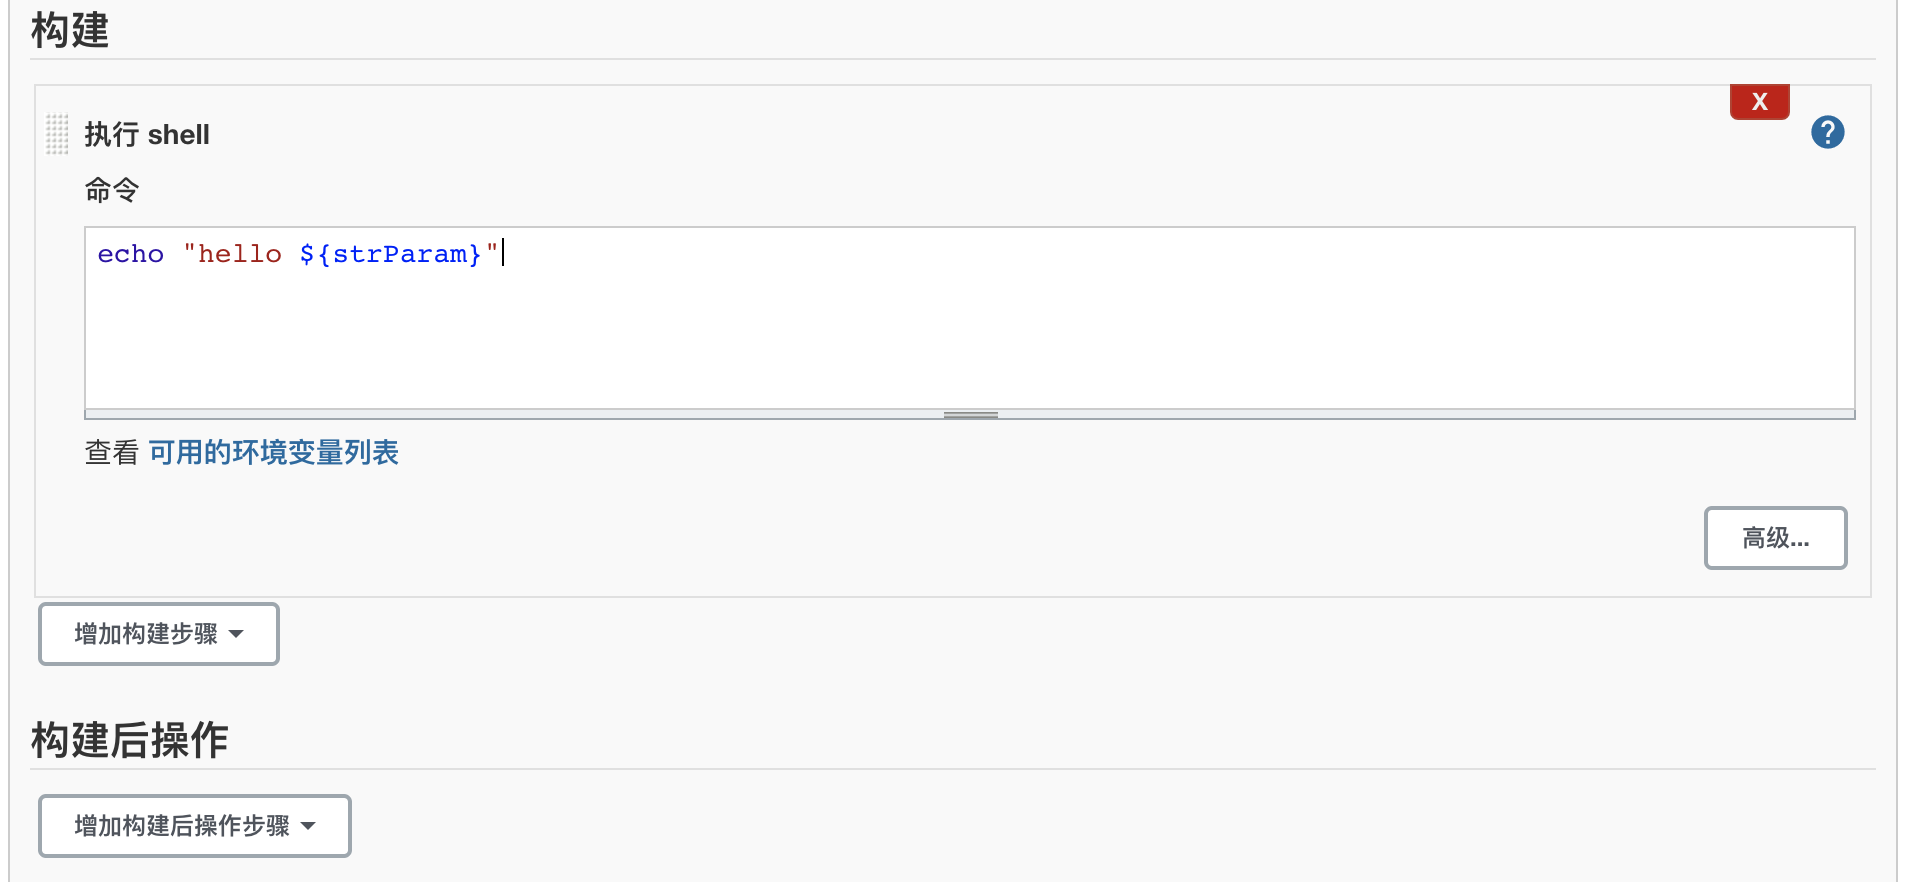 构建
X
执行 shell
?
命令
echo "hello ${strParam}"
查看 可用的环境变量列表
高级...
增加构建步骤
构建后操作
增加构建后操作步骤